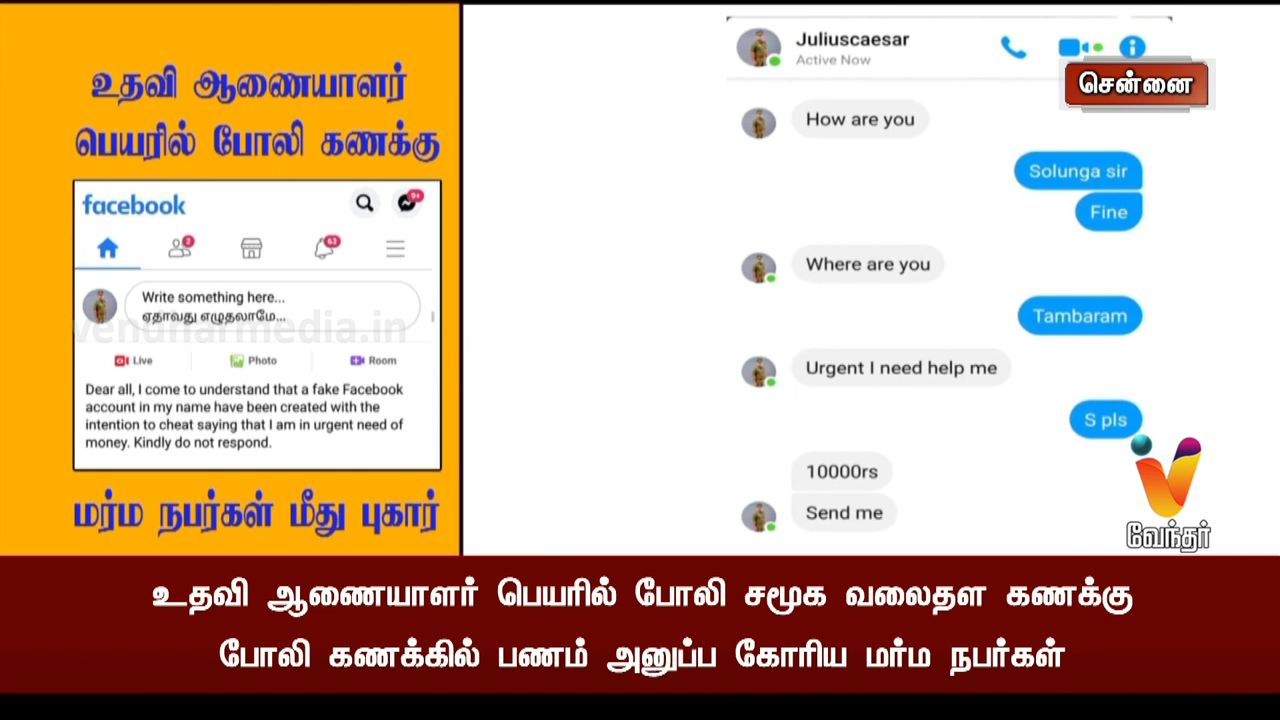 உதவி ஆணையாளர்
பெயரில் போலி கணக்கு
facebook
9+
2
63
Write something here...
ஏதாவது எழுதலாமே...
Live
Photo
Room
Dear all, I come to understand that a fake Facebook
account in my name have been created with the
intention to cheat saying that I am in urgent need of
money. Kindly do not respond.
மர்ம நபர்கள் மீது புகார்
Juliuscaesar
Active Now
சென்னை
How are you
Solunga sir
Fine
Where are you
Tambaram
Urgent I need help me
S pls
10000rs
Send me
வேந்தர்
உதவி ஆணையாளர் பெயரில் போலி சமூக வலைதள கணக்கு
போலி கணக்கில் பணம் அனுப்ப கோரிய மர்ம நபர்கள்